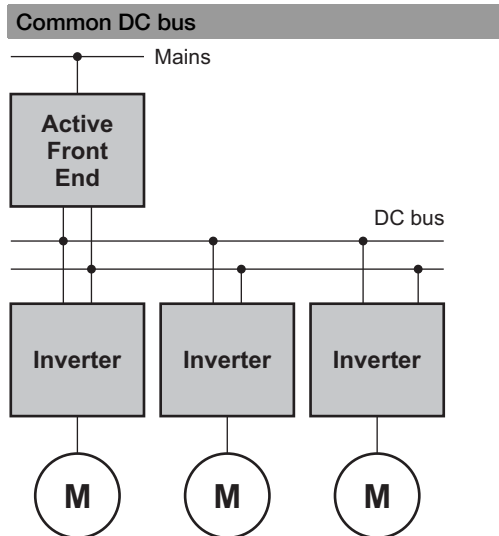 Common DC bus
Mains
Active
Front
End
DC bus
Inverter
Inverter
Inverter
M
M
M